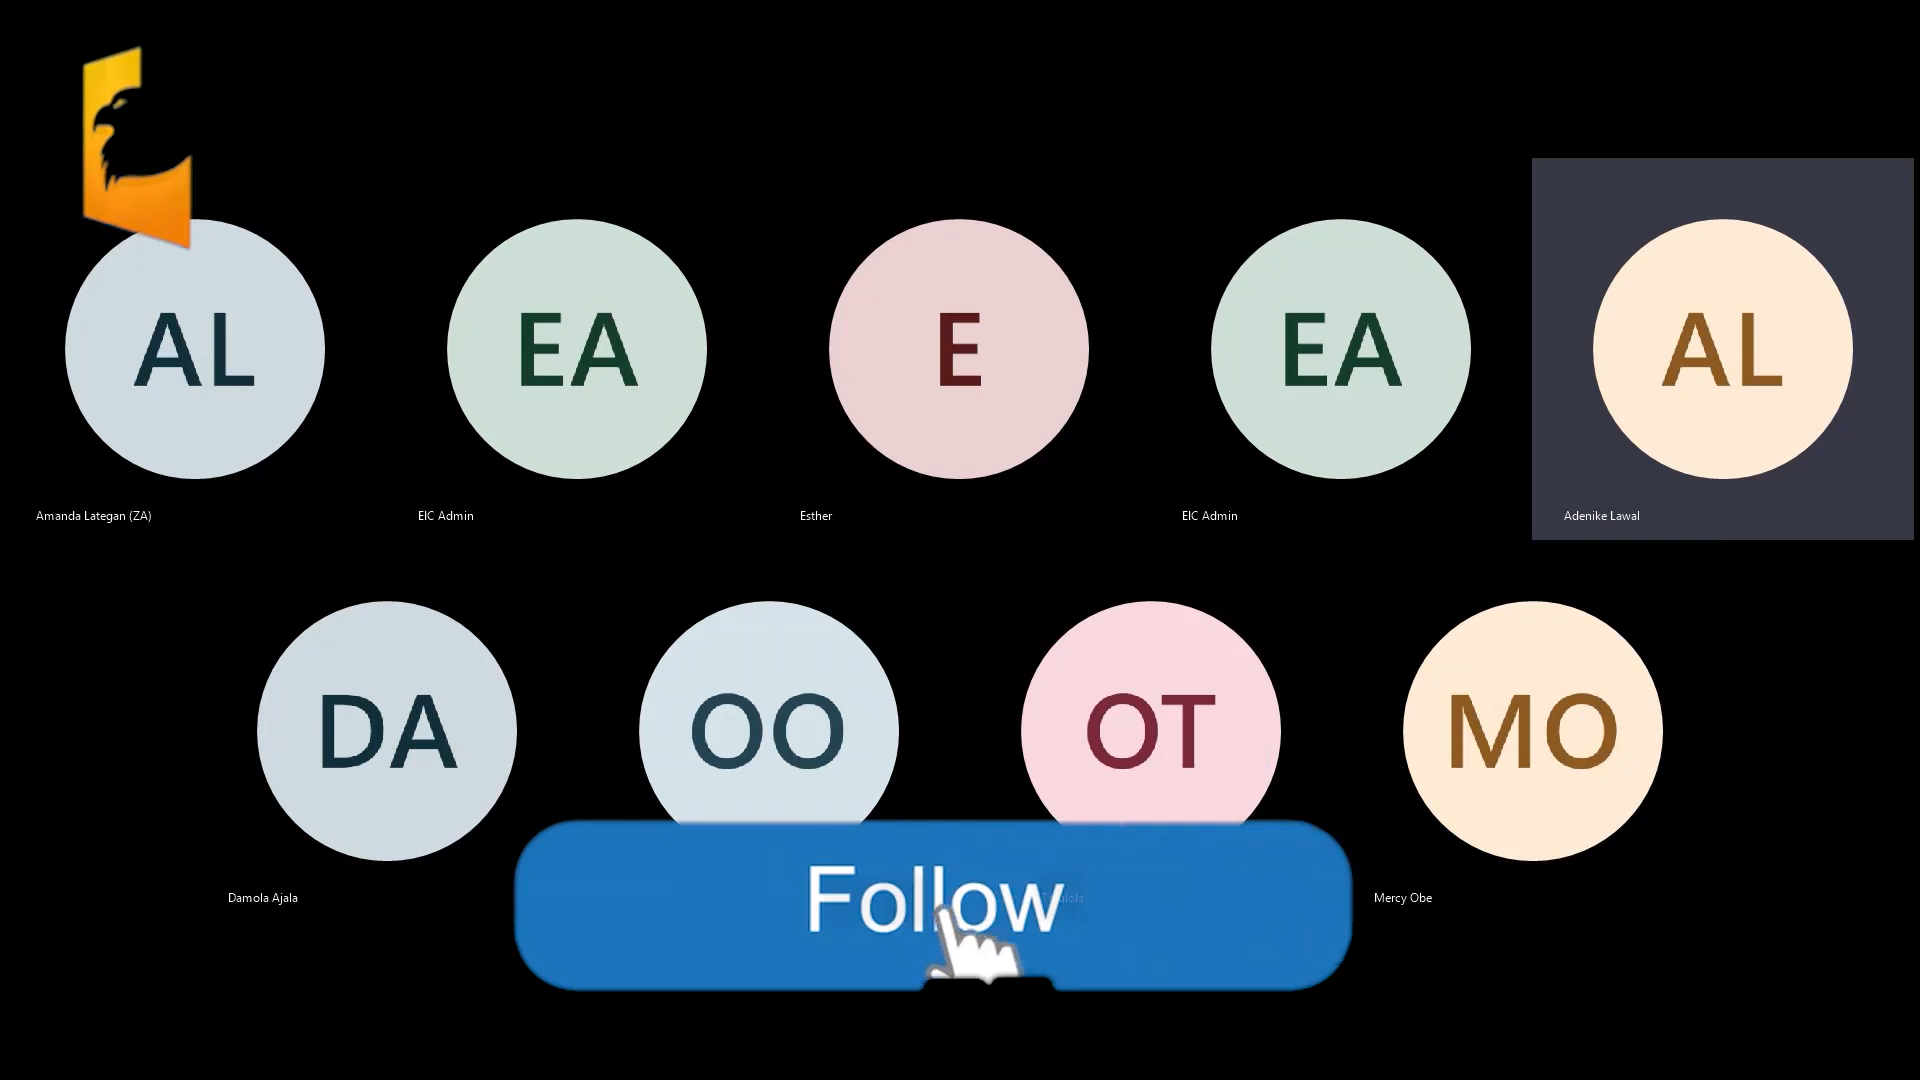 AL
EA
E
EA
AL
Amanda Lategan (ZA)
EIC Admin
Esther
EIC Admin
Adenike Lawal
DA
OO
OT
MO
Damola Ajala
Follow
Mercy Obe